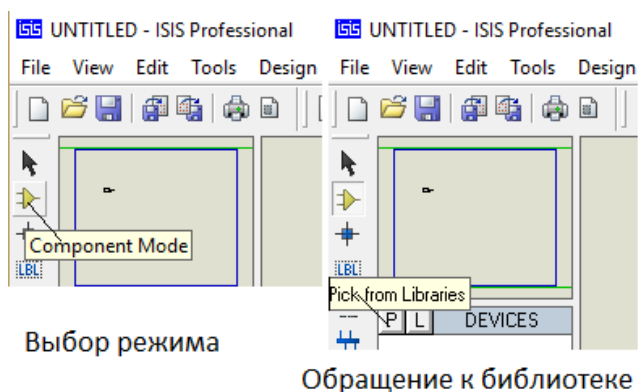 UNTITLED - ISIS Professional
File View Edit Tools Design
Component Mode
LBL
Выбор режима
UNTITLED - ISIS Professional
File View Edit Tools Design
LBL
Pick from Libraries
P L DEVICES
Обращение к библиотеке